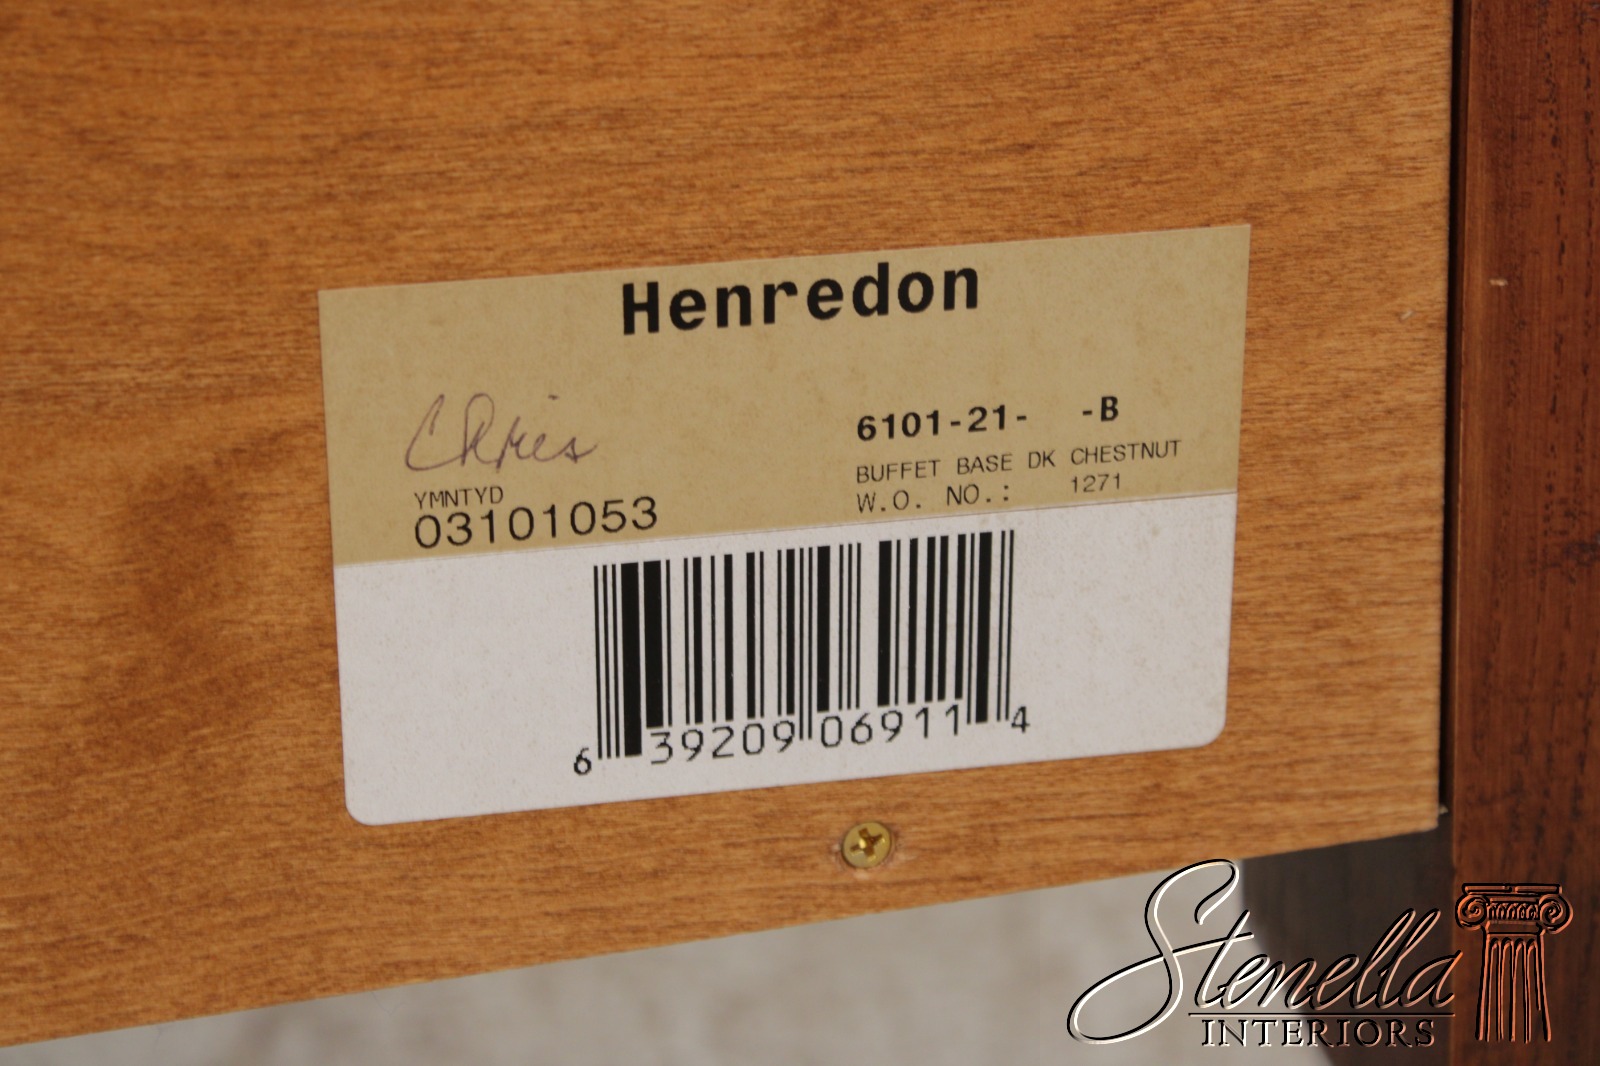 Henredon
Chris
6101-21- -B
BUFFET BASE DK CHESTNUT
W.O. NO.: 1271
YMNTYD
03101053
6 39209 06911 4
Stenella
INTERIORS